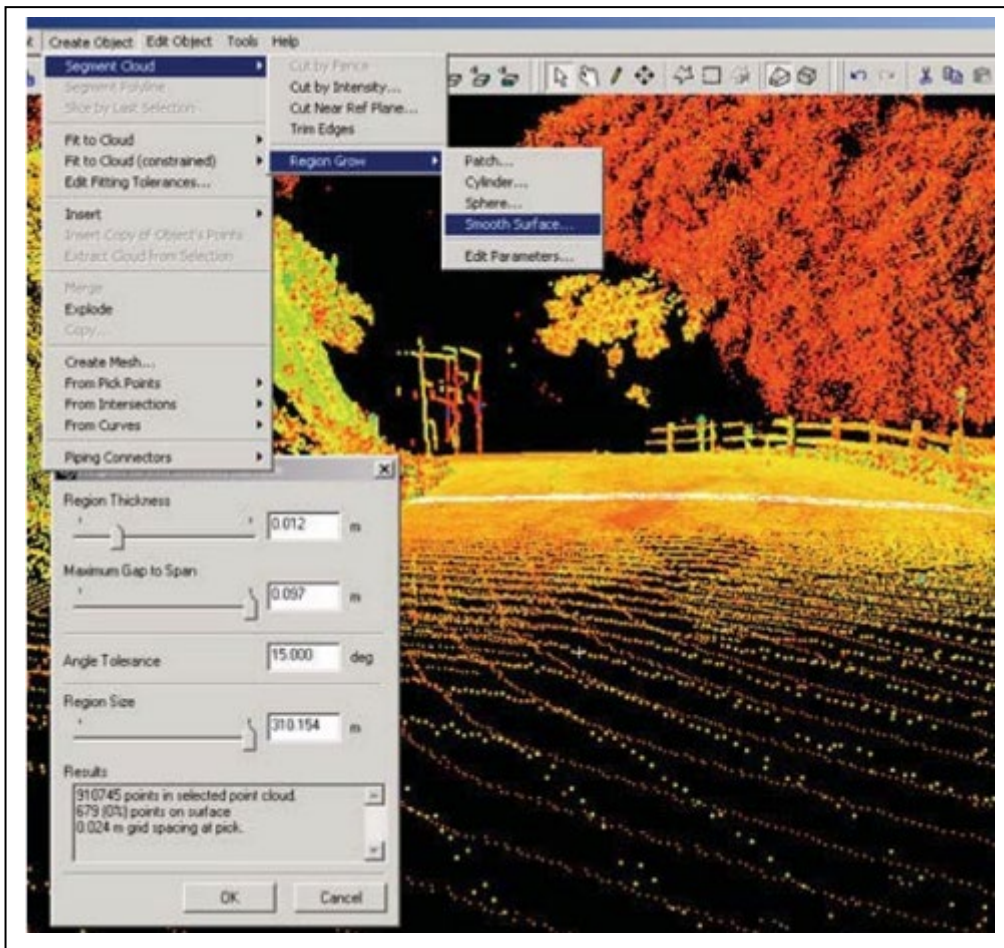 Create Object Edit Object Tools Help
Segment Cloud
Segment Polyline
Slice by Last Selection
Fit to Cloud
Fit to Cloud (constrained)
Edit Fitting Tolerances...
Insert
Insert Copy of Object's Points
Extract Cloud from Selection
Merge
Explode
Copy...
Create Mesh...
From Pick Points
From Intersections
From Curves
Piping Connectors
Cut by Fence
Cut by Intensity...
Cut Near Ref Plane...
Trim Edges
Region Grow
Patch...
Cylinder...
Sphere...
Smooth Surface...
Edit Parameters...
Region Thickness
0.012 m
Maximum Gap to Span
0.097 m
Angle Tolerance 15.000 deg
Region Size
310.154 m
Results
910745 points in selected point cloud.
679 (0%) points on surface
0.024 m grid spacing at pick.
OK Cancel